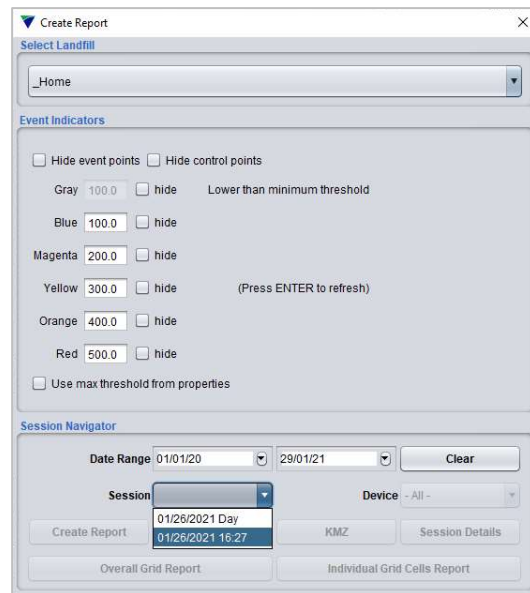 Create Report
Select Landfill
_Home
Event Indicators
Hide event points Hide control points
Gray 100.0 hide Lower than minimum threshold
Blue 100.0 hide
Magenta 200.0 hide
Yellow 300.0 hide (Press ENTER to refresh)
Orange 400.0 hide
Red 500.0 hide
Use max threshold from properties
Session Navigator
Date Range 01/01/20 29/01/21 Clear
Session Device - All -
01/26/2021 Day
01/26/2021 16:27
Create Report KMZ Session Details
Overall Grid Report Individual Grid Cells Report